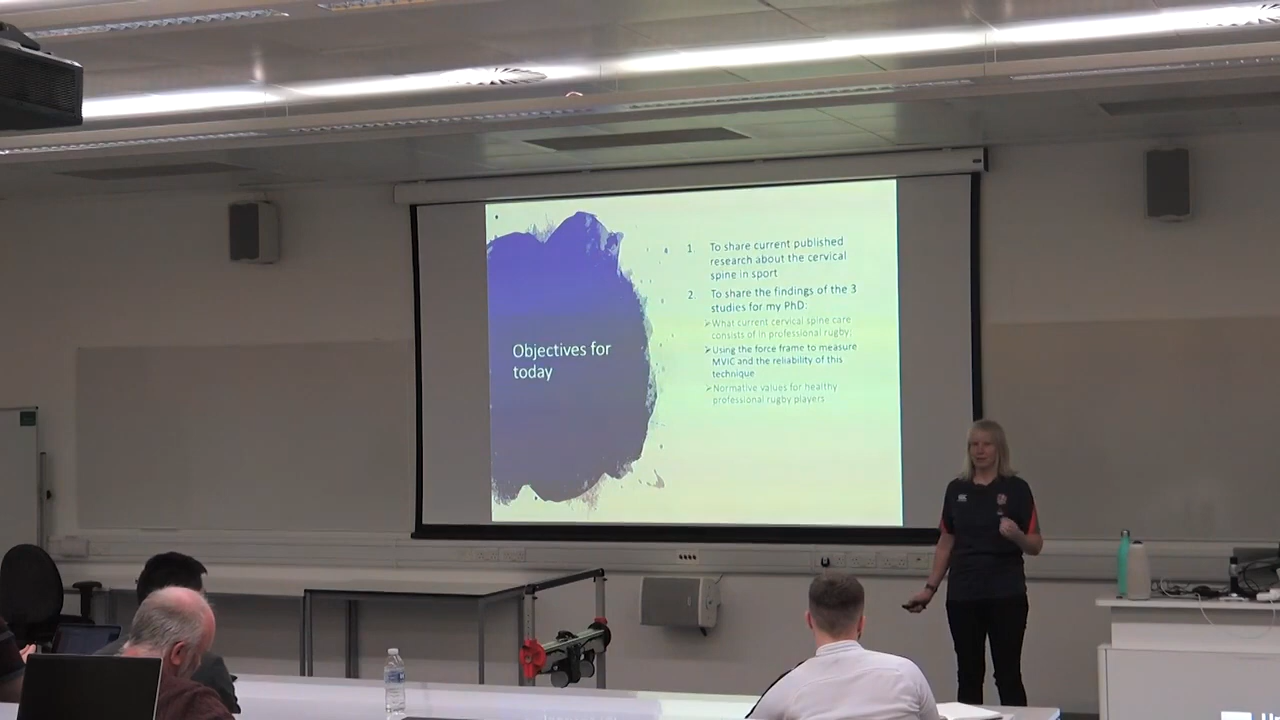 Objectives for
today
1. To share current published
research about the cervical
spine in sport
2. To share the findings of the 3
studies for my PhD:
➢What current cervical spine care
consists of in professional rugby;
➢Using the force frame to measure
MVIC and the reliability of this
technique
➢Normative values for healthy
professional rugby players